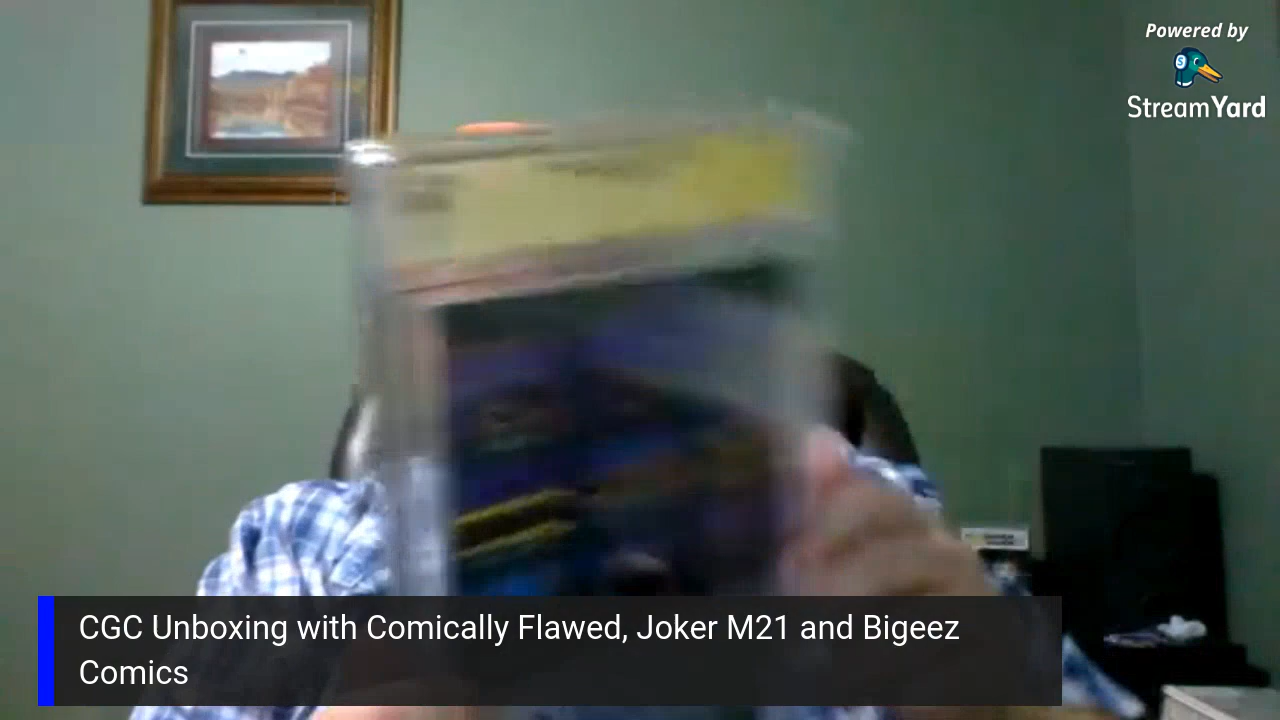 Powered by
StreamYard
CGC Unboxing with Comically Flawed, Joker M21 and Bigeez
Comics